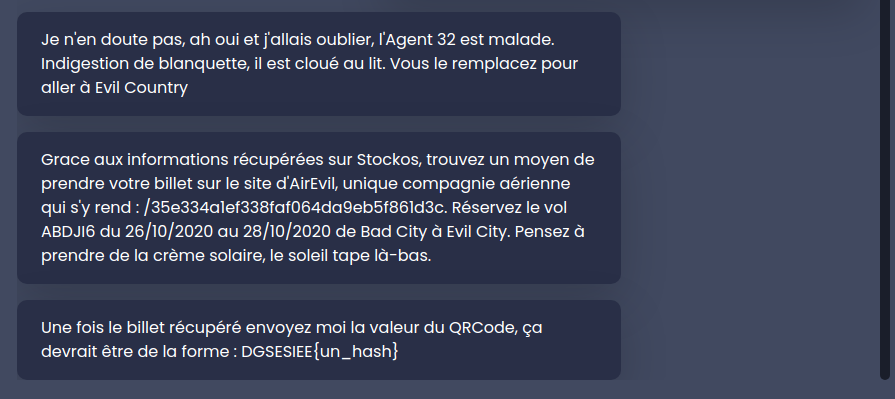 Je n'en doute pas, ah oui et j'allais oublier, l'Agent 32 est malade.
Indigestion de blanquette, il est cloué au lit. Vous le remplacez pour
aller à Evil Country
Grace aux informations récupérées sur Stockos, trouvez un moyen de
prendre votre billet sur le site d'AirEvil, unique compagnie aérienne
qui s'y rend : /35e334a1ef338faf064da9eb5f861d3c. Réservez le vol
ABDJI6 du 26/10/2020 au 28/10/2020 de Bad City à Evil City. Pensez à
prendre de la crème solaire, le soleil tape là-bas.
Une fois le billet récupéré envoyez moi la valeur du QRCode, ça
devrait être de la forme : DGSESIEE{un_hash}